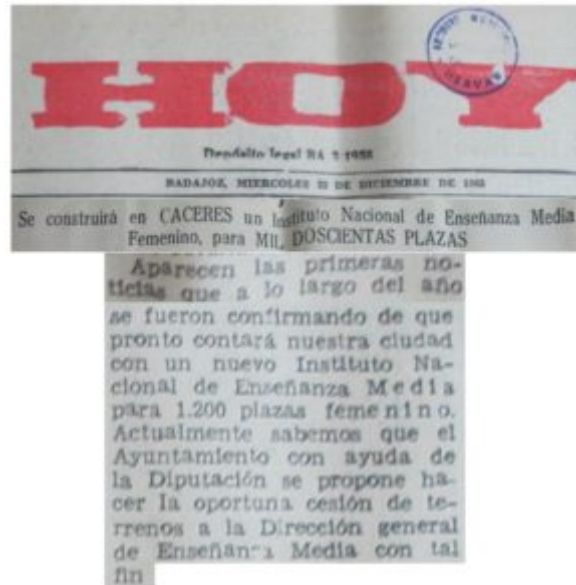 HOY
Depósito legal BA
BADAJOZ, MIERCOLES 22 DE DICIEMBRE DE
Se construirá en CACERES un Instituto Nacional de Enseñanza Media
Femenino, para MIL DOSCIENTAS PLAZAS
Aparecen las primeras no-
ticias que a lo largo del año
se fueron confirmando de que
pronto contará nuestra ciudad
con un nuevo Instituto Na-
cional de Enseñanza Media
para 1.200 plazas femenino.
Actualmente sabemos que el
Ayuntamiento con ayuda de
la Diputación se propone ha-
cer la oportuna cesión de te-
rrenos a la Dirección general
de Enseñanza Media con tal
fin